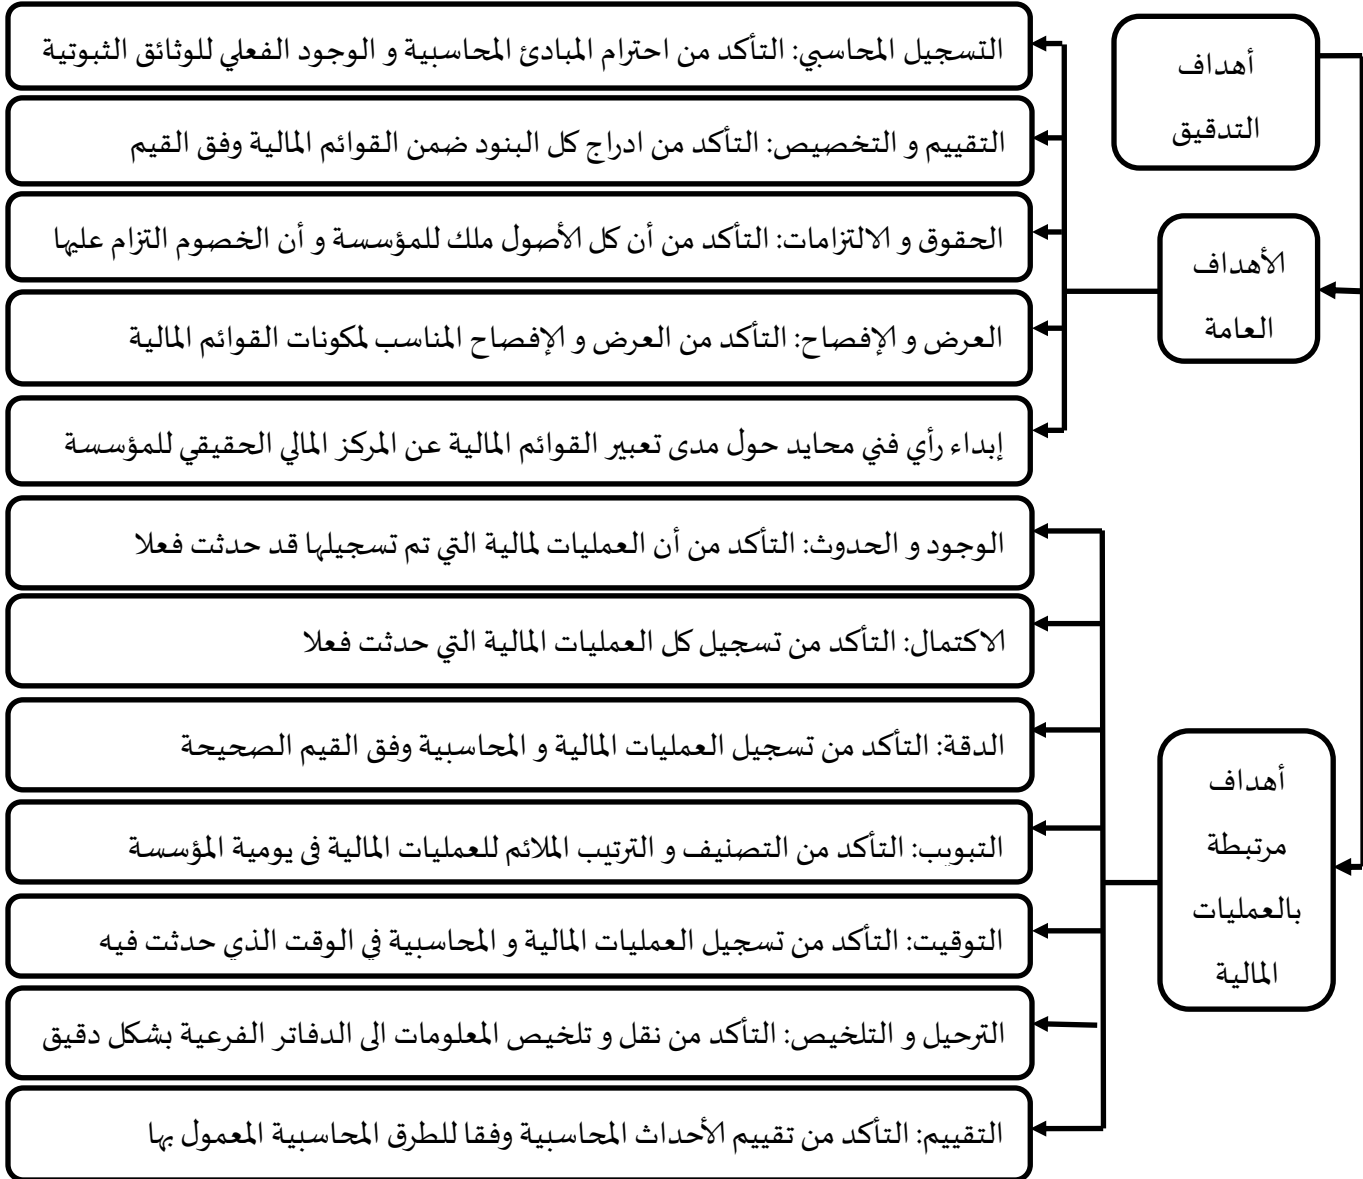 أهداف
التدقيق
الأهداف
العامة
التسجيل المحاسبي: التأكد من احترام المبادئ المحاسبية و الوجود الفعلي للوثائق الثبوتية
التقييم و التخصيص: التأكد من ادراج كل البنود ضمن القوائم المالية وفق القيم
الحقوق و الالتزامات: التأكد من أن كل الأصول ملك للمؤسسة و أن الخصوم التزام عليها
العرض و الإفصاح: التأكد من العرض و الإفصاح المناسب لمكونات القوائم المالية
إبداء رأي فني محايد حول مدى تعبير القوائم المالية عن المركز المالي الحقيقي للمؤسسة
أهداف
مرتبطة
بالعمليات
المالية
الوجود و الحدوث: التأكد من أن العمليات لمالية التي تم تسجيلها قد حدثت فعلا
الاكتمال: التأكد من تسجيل كل العمليات المالية التي حدثت فعلا
الدقة: التأكد من تسجيل العمليات المالية و المحاسبية وفق القيم الصحيحة
التبويب: التأكد من التصنيف و الترتيب الملائم للعمليات المالية في يومية المؤسسة
التوقيت: التأكد من تسجيل العمليات المالية و المحاسبية في الوقت الذي حدثت فيه
الترحيل و التلخيص: التأكد من نقل و تلخيص المعلومات الى الدفاتر الفرعية بشكل دقيق
التقييم: التأكد من تقييم الأحداث المحاسبية وفقا للطرق المحاسبية المعمول بها